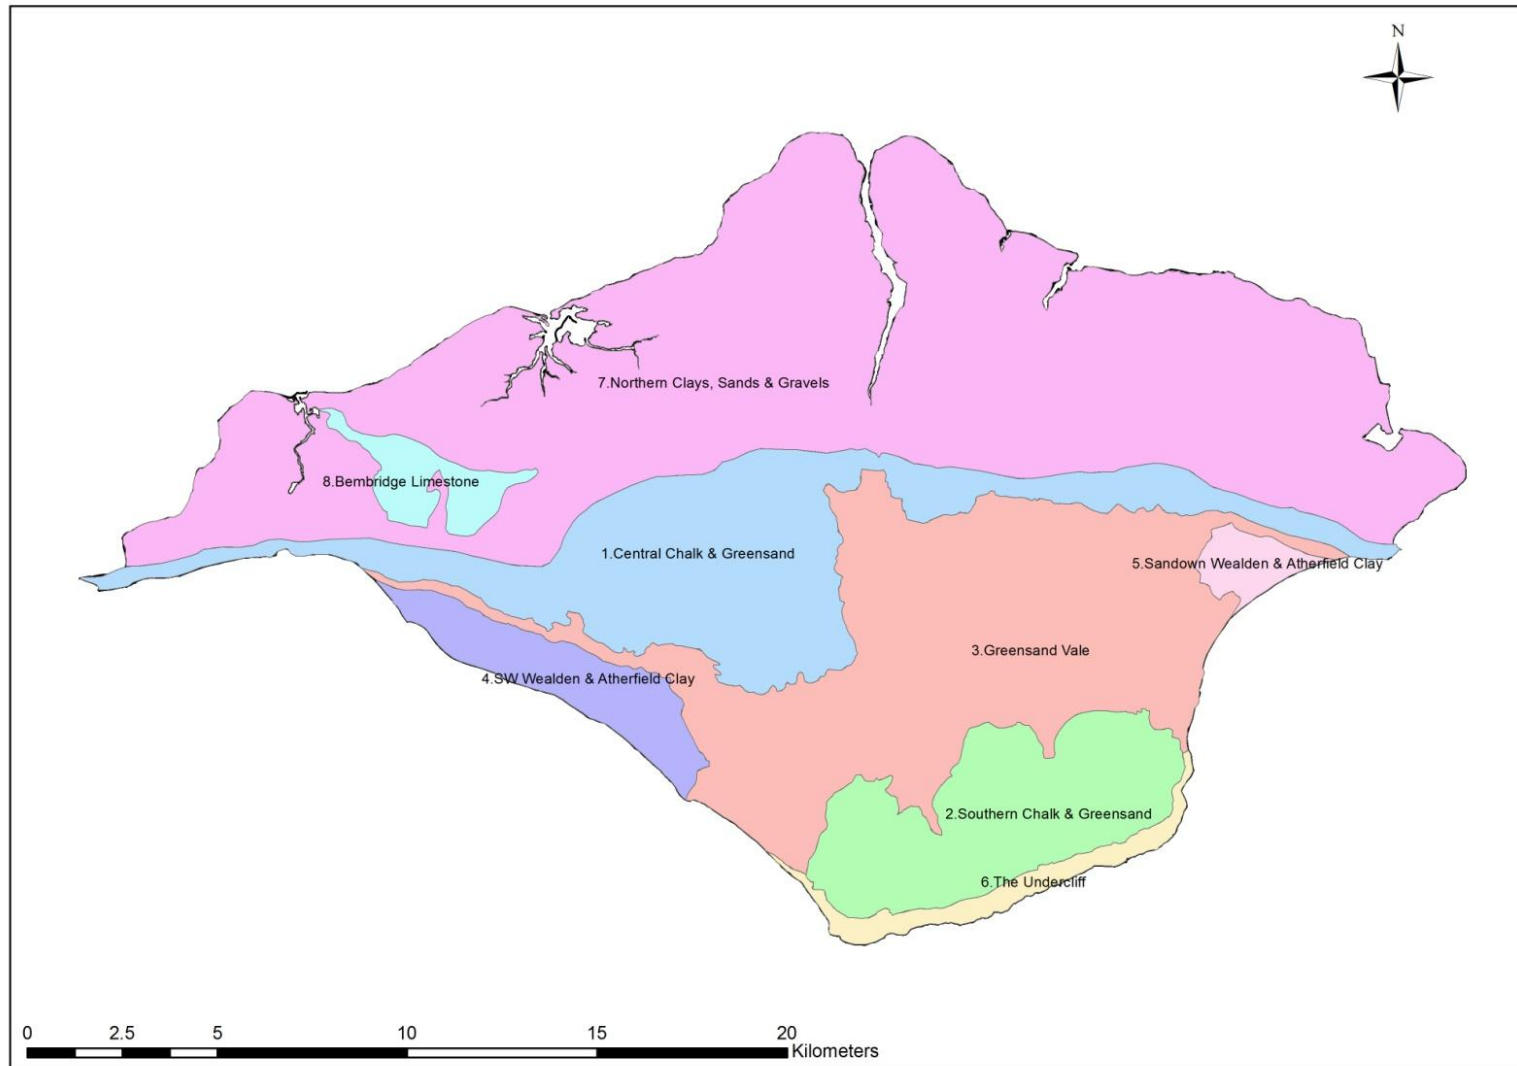 N
7.Northern Clays, Sands & Gravels
8.Bembridge Limestone
1.Central Chalk & Greensand
5.Sandown Wealden & Atherfield Clay
3.Greensand Vale
4.SW Wealden & Atherfield Clay
2.Southern Chalk & Greensand
6.The Undercliff
0 2.5 5 10 15 20
Kilometers